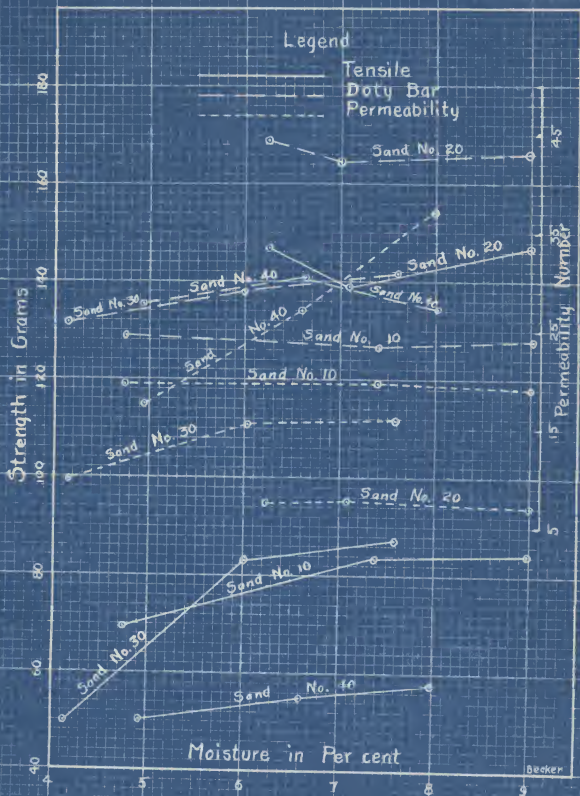 Legend
Tensile
Doty Bar
Permeability
180
160
140
120
100
80
60
40
Strength in Grams
45
35
25
15
5
Permeability Number
Sand No. 20
Sand No. 20
Sand No. 40
Sand No. 30
Sand No. 40
Sand No. 40
Sand No. 10
Sand No. 10
Sand No. 30
Sand No. 20
Sand No. 10
Sand No. 30
Sand No. 40
Moisture in Per cent
Becker
4
5
6
7
8
9